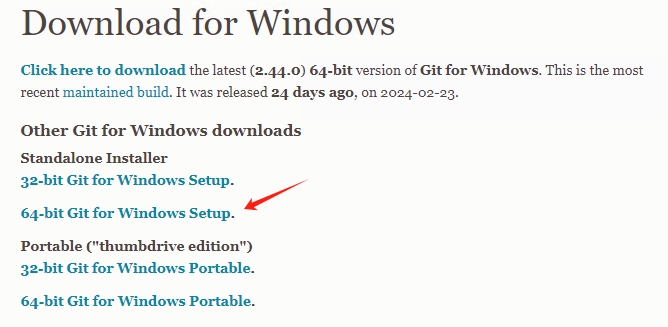 Download for Windows
Click here to download the latest (2.44.0) 64-bit version of Git for Windows. This is the most
recent maintained build. It was released 24 days ago, on 2024-02-23.
Other Git for Windows downloads
Standalone Installer
32-bit Git for Windows Setup.
64-bit Git for Windows Setup.
Portable ("thumbdrive edition")
32-bit Git for Windows Portable.
64-bit Git for Windows Portable.